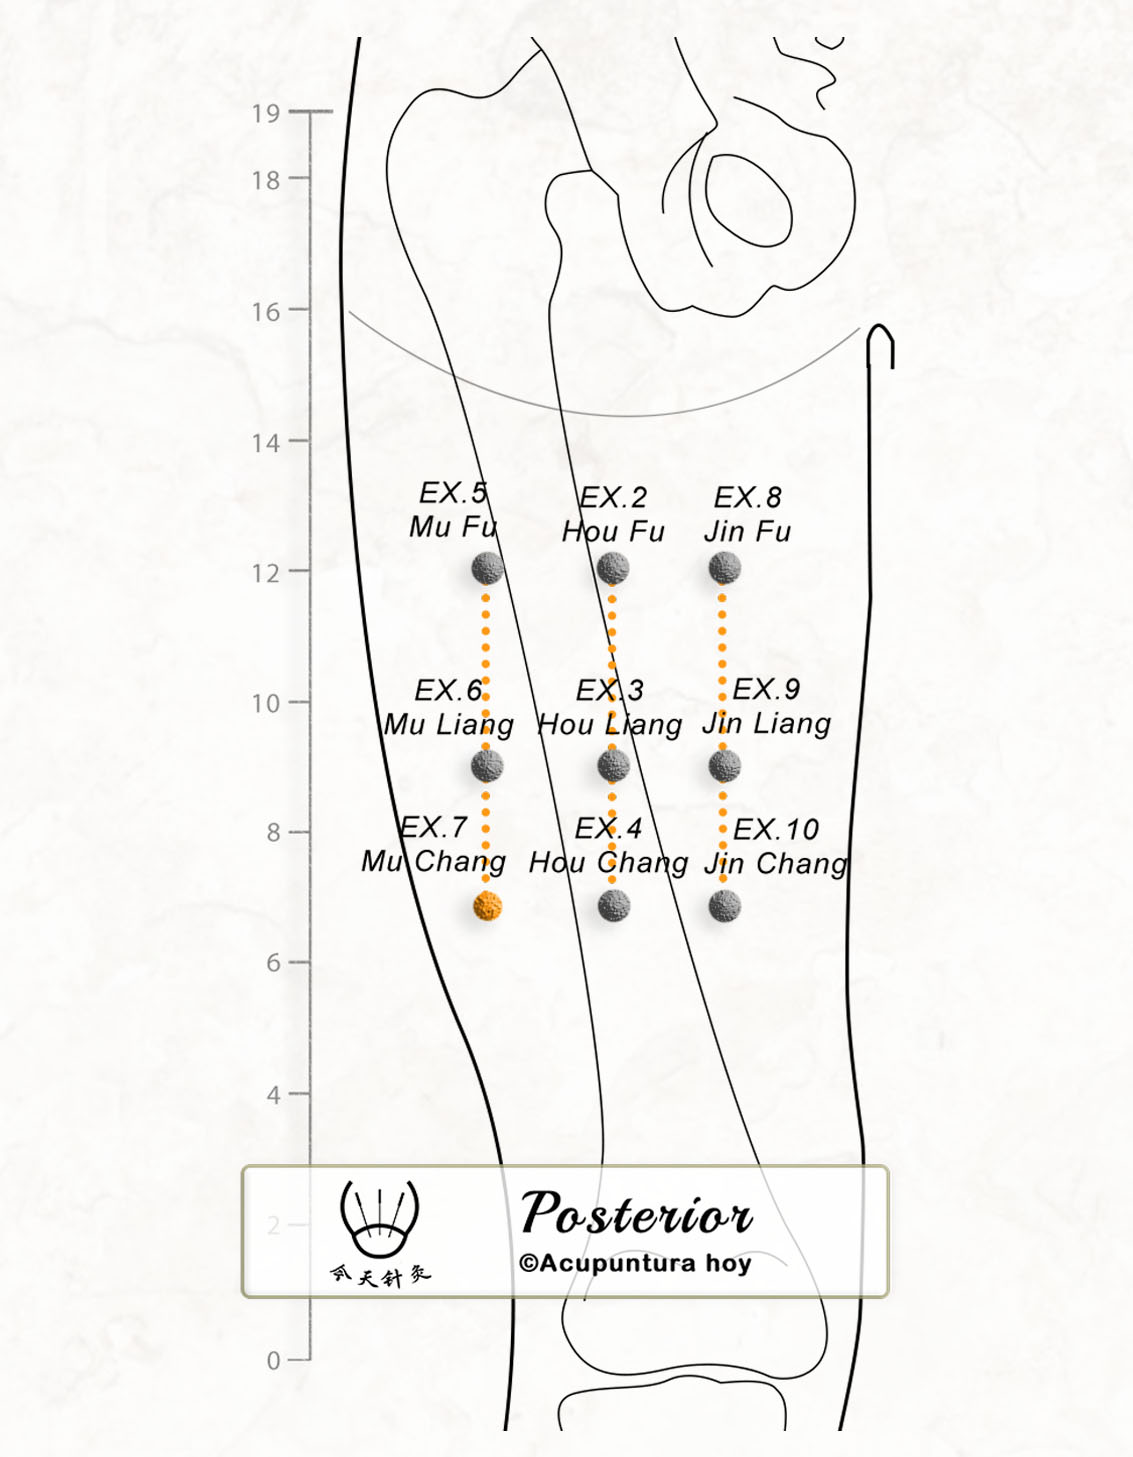 19
18
16
14
EX.5
Mu Fu
EX.2
Hou Fu
EX.8
Jin Fu
12
10
EX.6
Mu Liang
EX.3
Hou Liang
EX.9
Jin Liang
8
EX.7
Mu Chang
EX.4
Hou Chang
EX.10
Jin Chang
6
4
2
Posterior
©Acupuntura hoy
天针灸
0